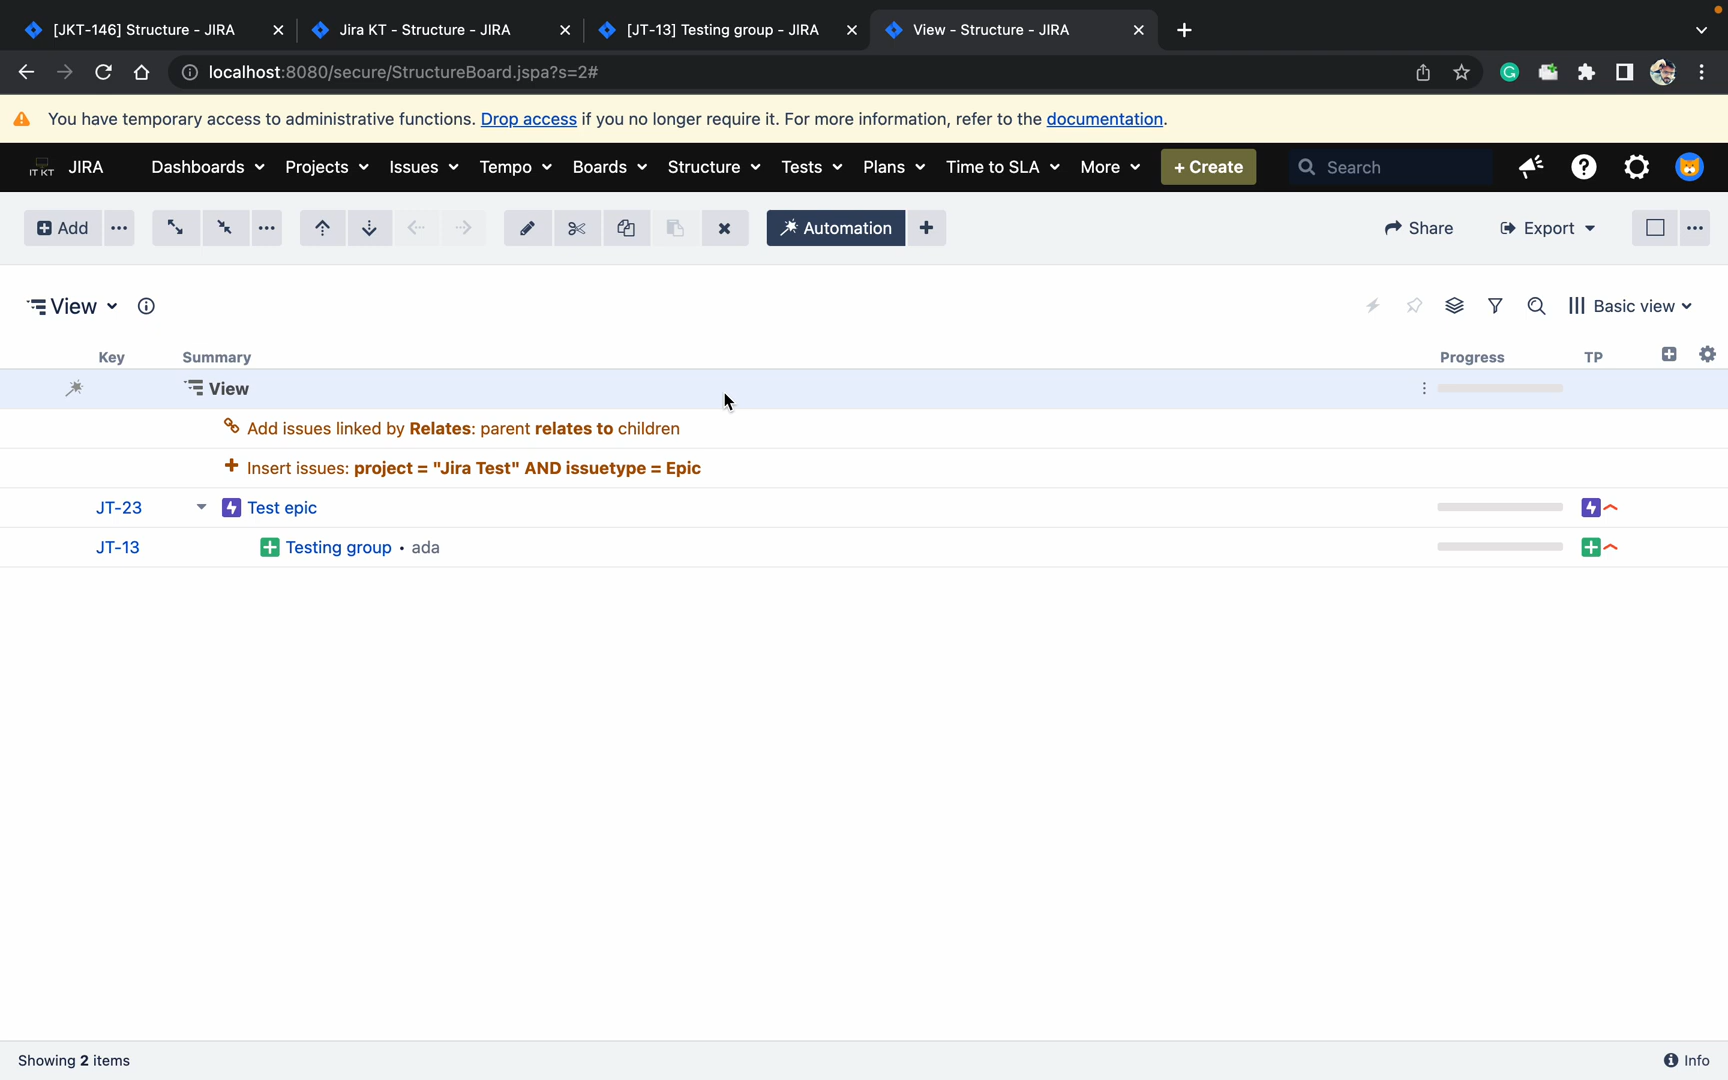 [JKT-146] Structure - JIRA
Jira KT - Structure - JIRA
[JT-13] Testing group - JIRA
View - Structure - JIRA
localhost:8080/secure/StructureBoard.jspa?s=2#
You have temporary access to administrative functions. Drop access if you no longer require it. For more information, refer to the documentation.
IT KT JIRA Dashboards Projects Issues Tempo Boards Structure Tests Plans Time to SLA More + Create Search
Add Automation Share Export
View Basic view
Key Summary Progress TP
View
Add issues linked by Relates: parent relates to children
Insert issues: project = "Jira Test" AND issuetype = Epic
JT-23 Test epic
JT-13 Testing group • ada
Showing 2 items Info